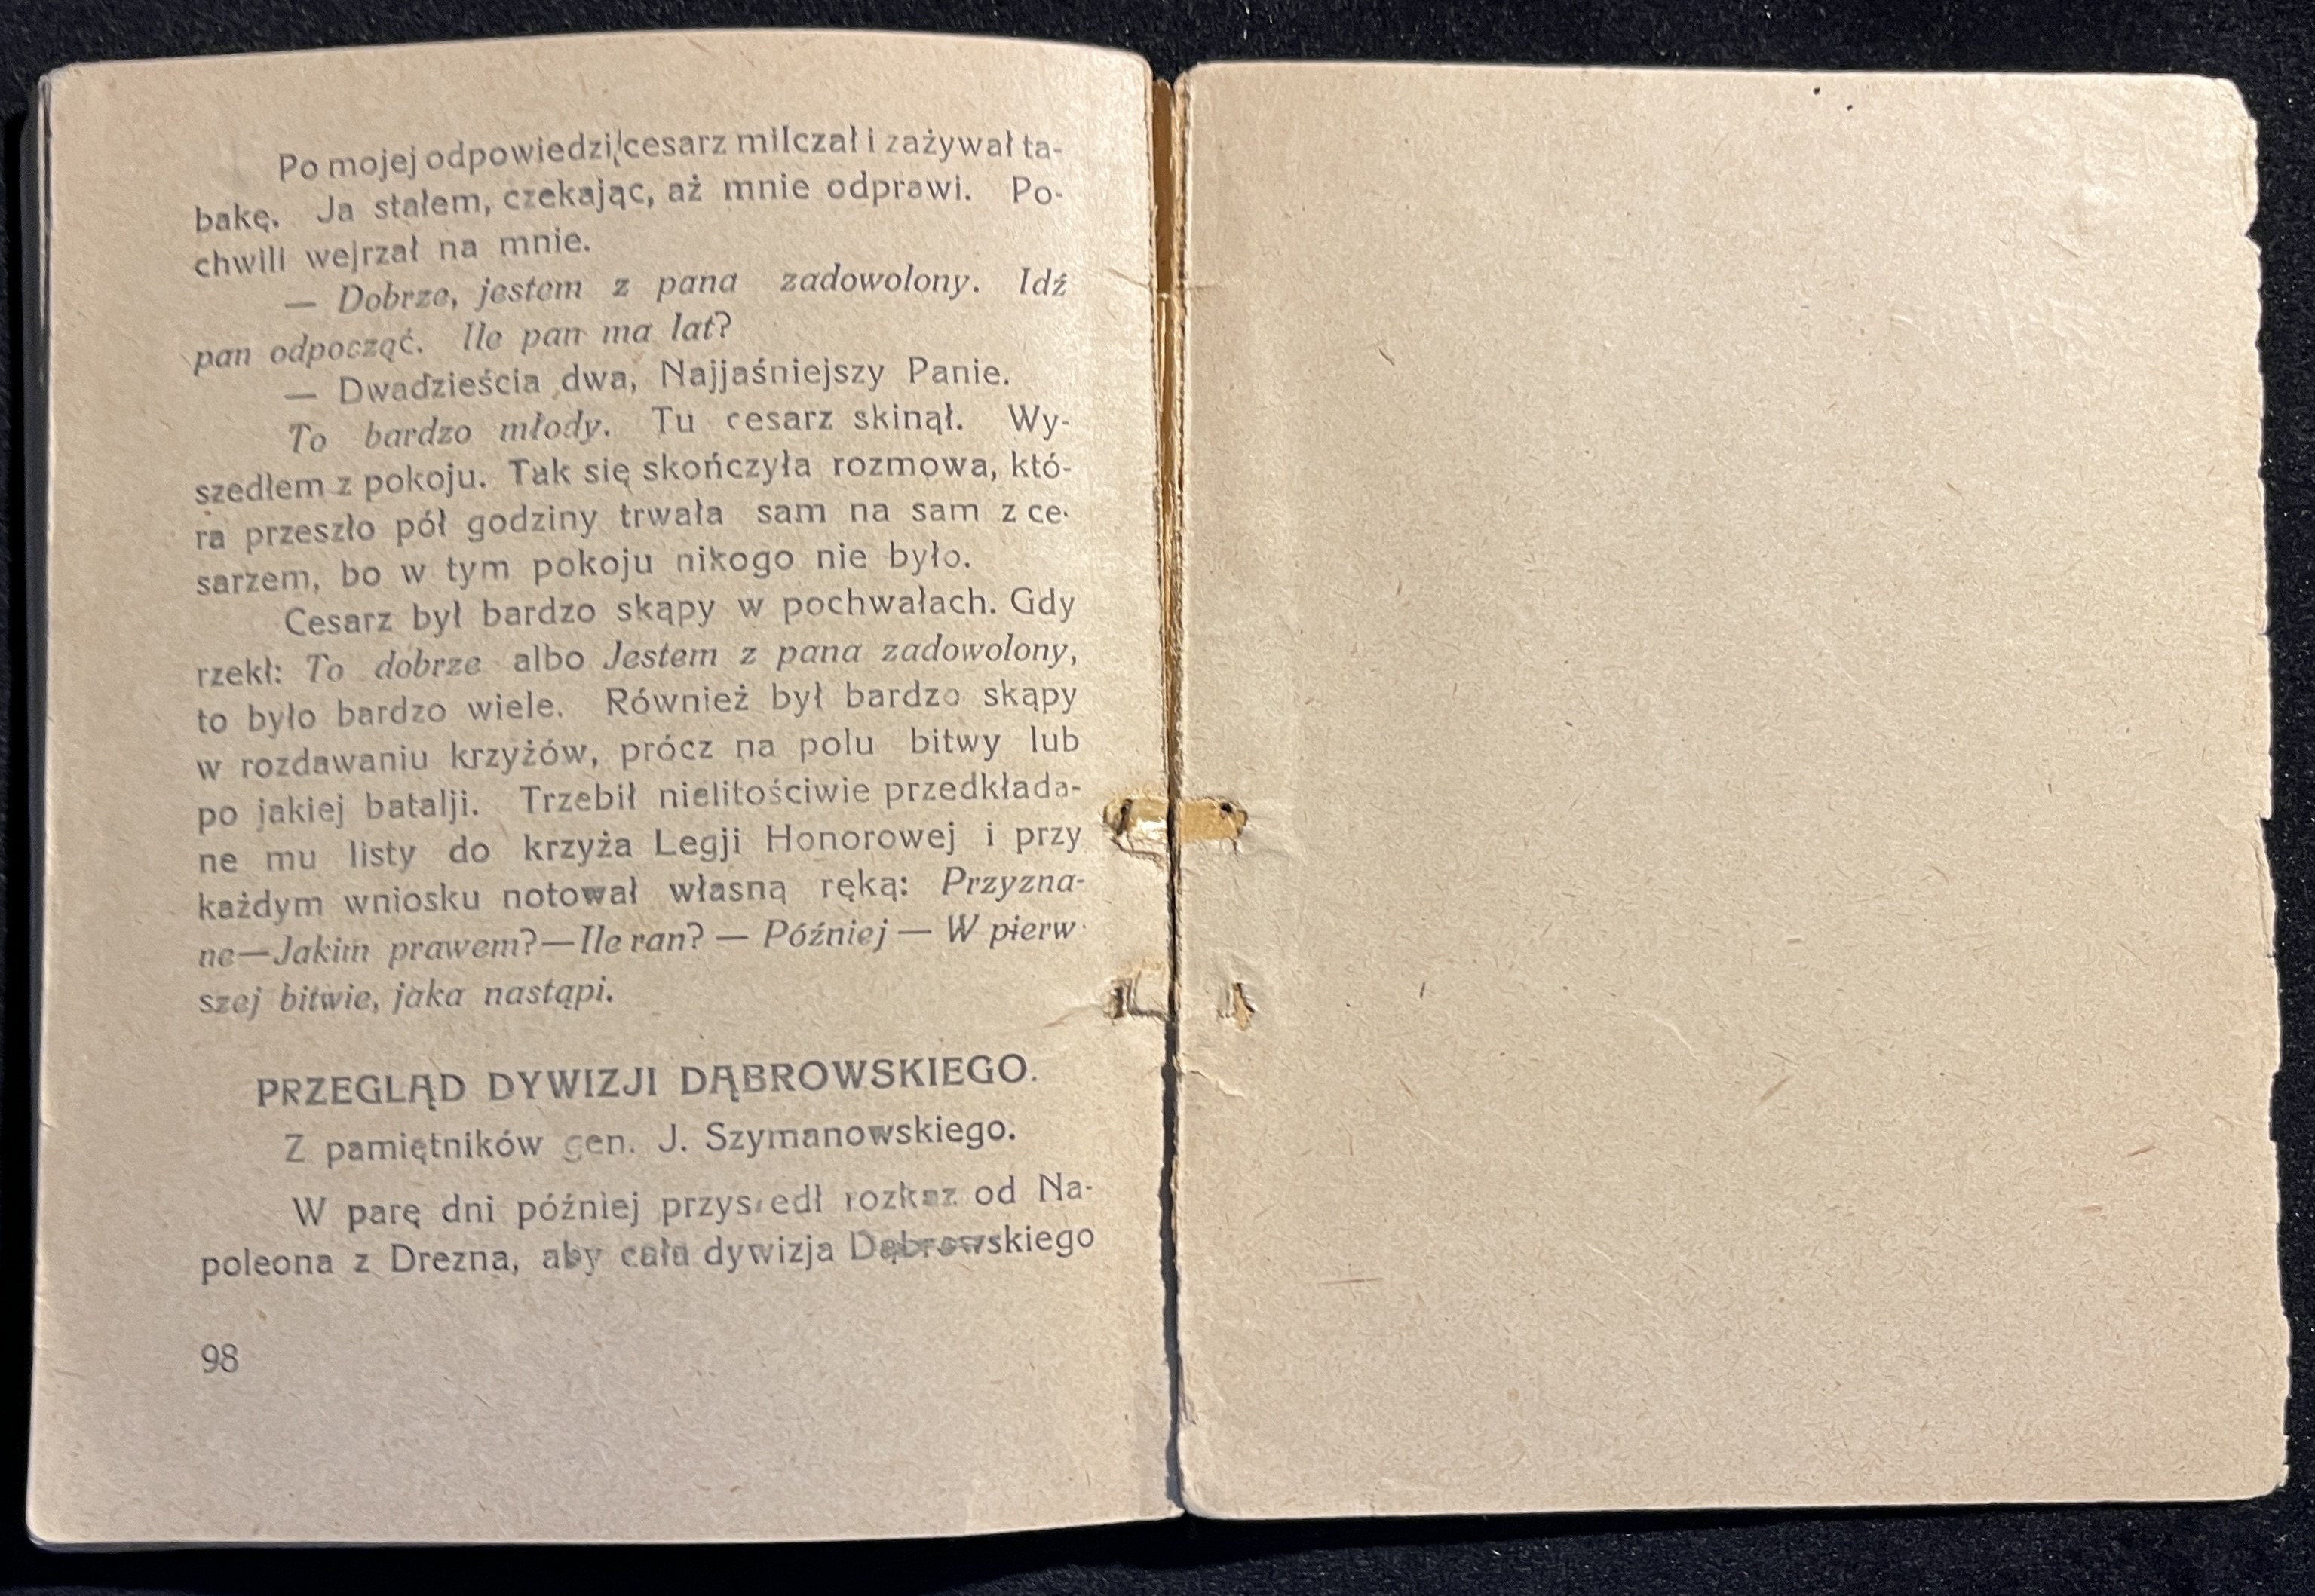 Po mojej odpowiedzi cesarz milczał i zażywał ta-
bakę. Ja stałem, czekając, aż mnie odprawi. Po-
chwili wejrzał na mnie.
— Dobrze, jestem z pana zadowolony. Idź
pan odpocząć. Ile pan ma lat?
— Dwadzieścia dwa, Najjaśniejszy Panie.
To bardzo młody. Tu cesarz skinął. Wy-
szedłem z pokoju. Tak się skończyła rozmowa, któ-
ra przeszło pół godziny trwała sam na sam z ce-
sarzem, bo w tym pokoju nikogo nie było.
Cesarz był bardzo skąpy w pochwałach. Gdy
rzekł: To dobrze albo Jestem z pana zadowolony,
to było bardzo wiele. Również był bardzo skąpy
w rozdawaniu krzyżów, prócz na polu bitwy lub
po jakiej batalji. Trzebił nielitościwie przedkłada-
ne mu listy do krzyża Legji Honorowej i przy
każdym wniosku notował własną ręką: Przyzna-
ne—Jakim prawem?—Ile ran? — Później — W pierw-
szej bitwie, jaka nastąpi.
PRZEGLĄD DYWIZJI DĄBROWSKIEGO.
Z pamiętników gen. J. Szymanowskiego.
W parę dni później przyszedł rozkaz od Na-
poleona z Drezna, aby cała dywizja Dąbrowskiego
98